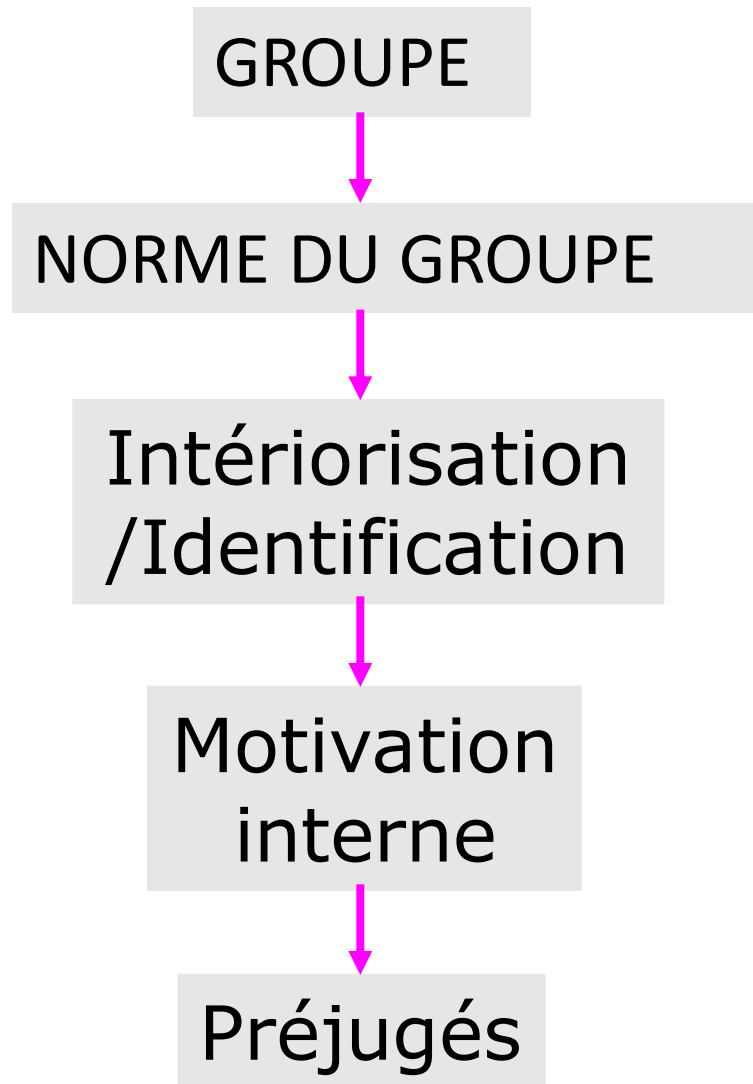 GROUPE
NORME DU GROUPE
Intériorisation
/Identification
Motivation
interne
Préjugés